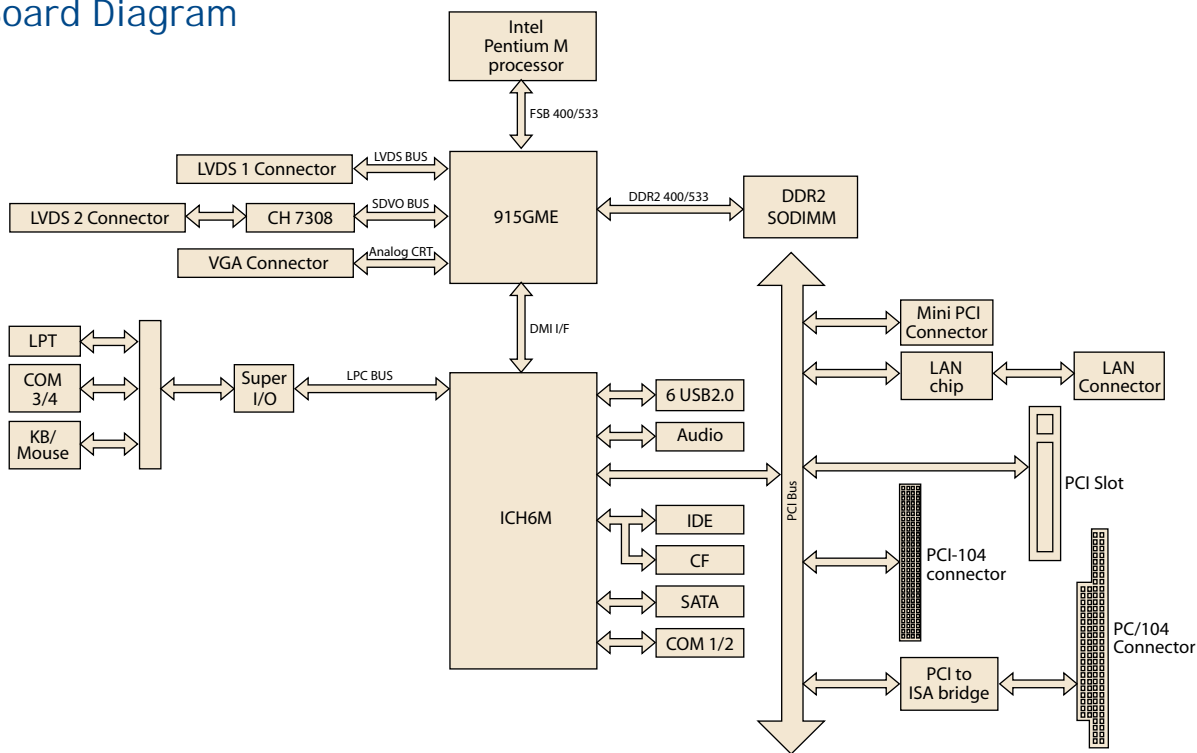 oard Diagram
Intel
Pentium M
processor
FSB 400/533
LVDS 1 Connector
LVDS BUS
LVDS 2 Connector
CH 7308
SDVO BUS
915GME
DDR2 400/533
DDR2
SODIMM
VGA Connector
Analog CRT
DMI I/F
LPT
COM
3/4
KB/
Mouse
Super
I/O
LPC BUS
ICH6M
6 USB2.0
Audio
IDE
CF
SATA
COM 1/2
PCI Bus
Mini PCI
Connector
LAN
chip
LAN
Connector
PCI Slot
PCI-104
connector
PC/104
Connector
PCI to
ISA bridge